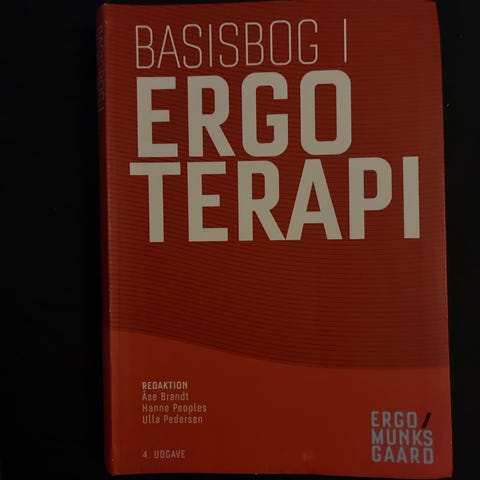 BASISBOG I
ERGO
TERAPI
REDAKTION
Åse Brandt
Hanne Peoples
Ulla Pedersen
4. UDGAVE
ERGO/
MUNKS
GAARD